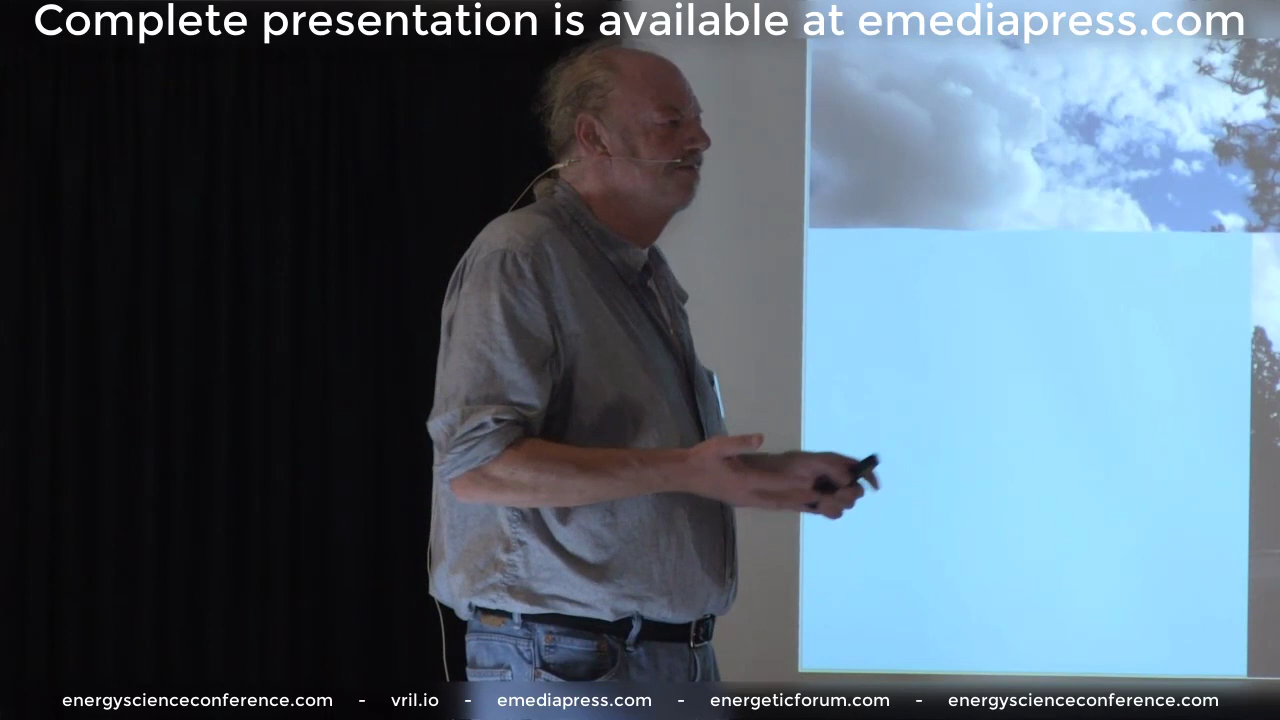 Complete presentation is available at emediapress.com
energyscienceconference.com - vril.io - emediapress.com - energeticforum.com - energyscienceconference.com